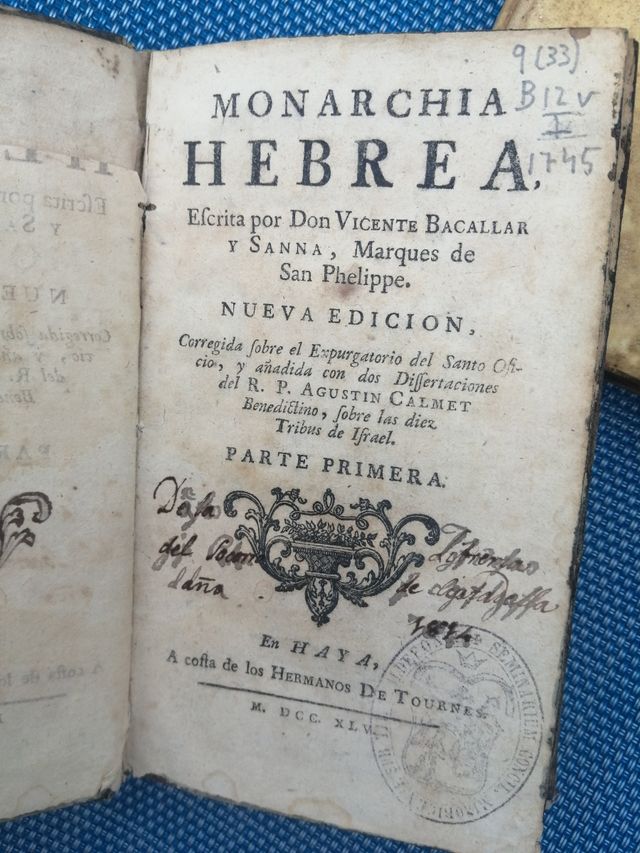 9 (33)
B 12 v
I
1745
MONARCHIA
HEBREA,
Eſcrita por Don VICENTE BACALLAR
Y SANNA, Marques de
San Phelippe.
NUEVA EDICION,
Corregida ſobre el Expurgatorio del Santo Ofi-
cio, y añadida con dos Diſſertaciones
del R. P. AGUSTIN CALMET
Benedictino, ſobre las diez
Tribus de Iſrael.
PARTE PRIMERA.
En HAYA,
A coſta de los HERMANOS DE TOURNES.
M. DCC. XLV.